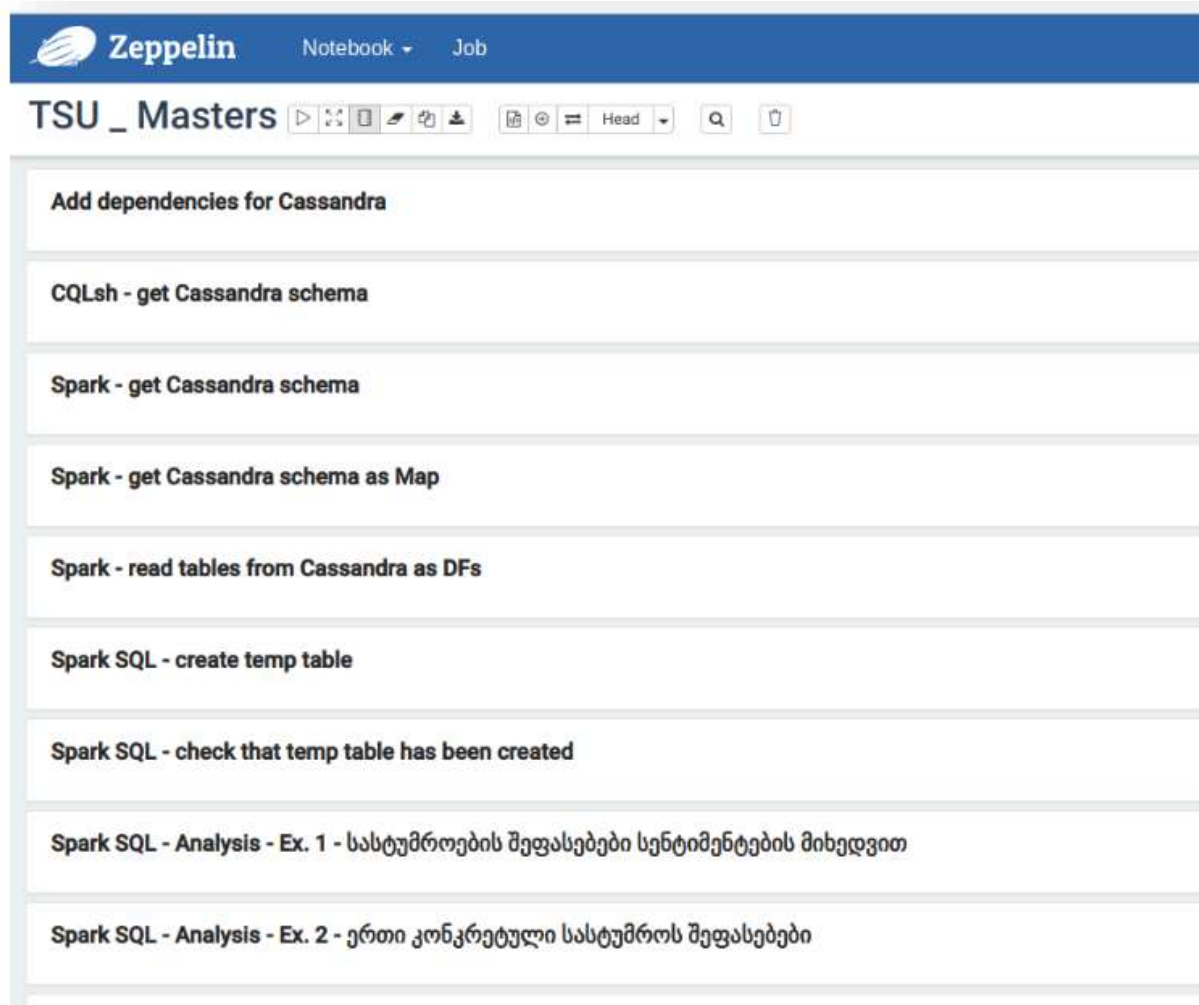 Zeppelin Notebook Job
TSU _ Masters Head
Add dependencies for Cassandra
CQLsh - get Cassandra schema
Spark - get Cassandra schema
Spark - get Cassandra schema as Map
Spark - read tables from Cassandra as DFs
Spark SQL - create temp table
Spark SQL - check that temp table has been created
Spark SQL - Analysis - Ex. 1 - სასტუმროების შეფასებები სენტიმენტების მიხედვით
Spark SQL - Analysis - Ex. 2 - ერთი კონკრეტული სასტუმროს შეფასებები